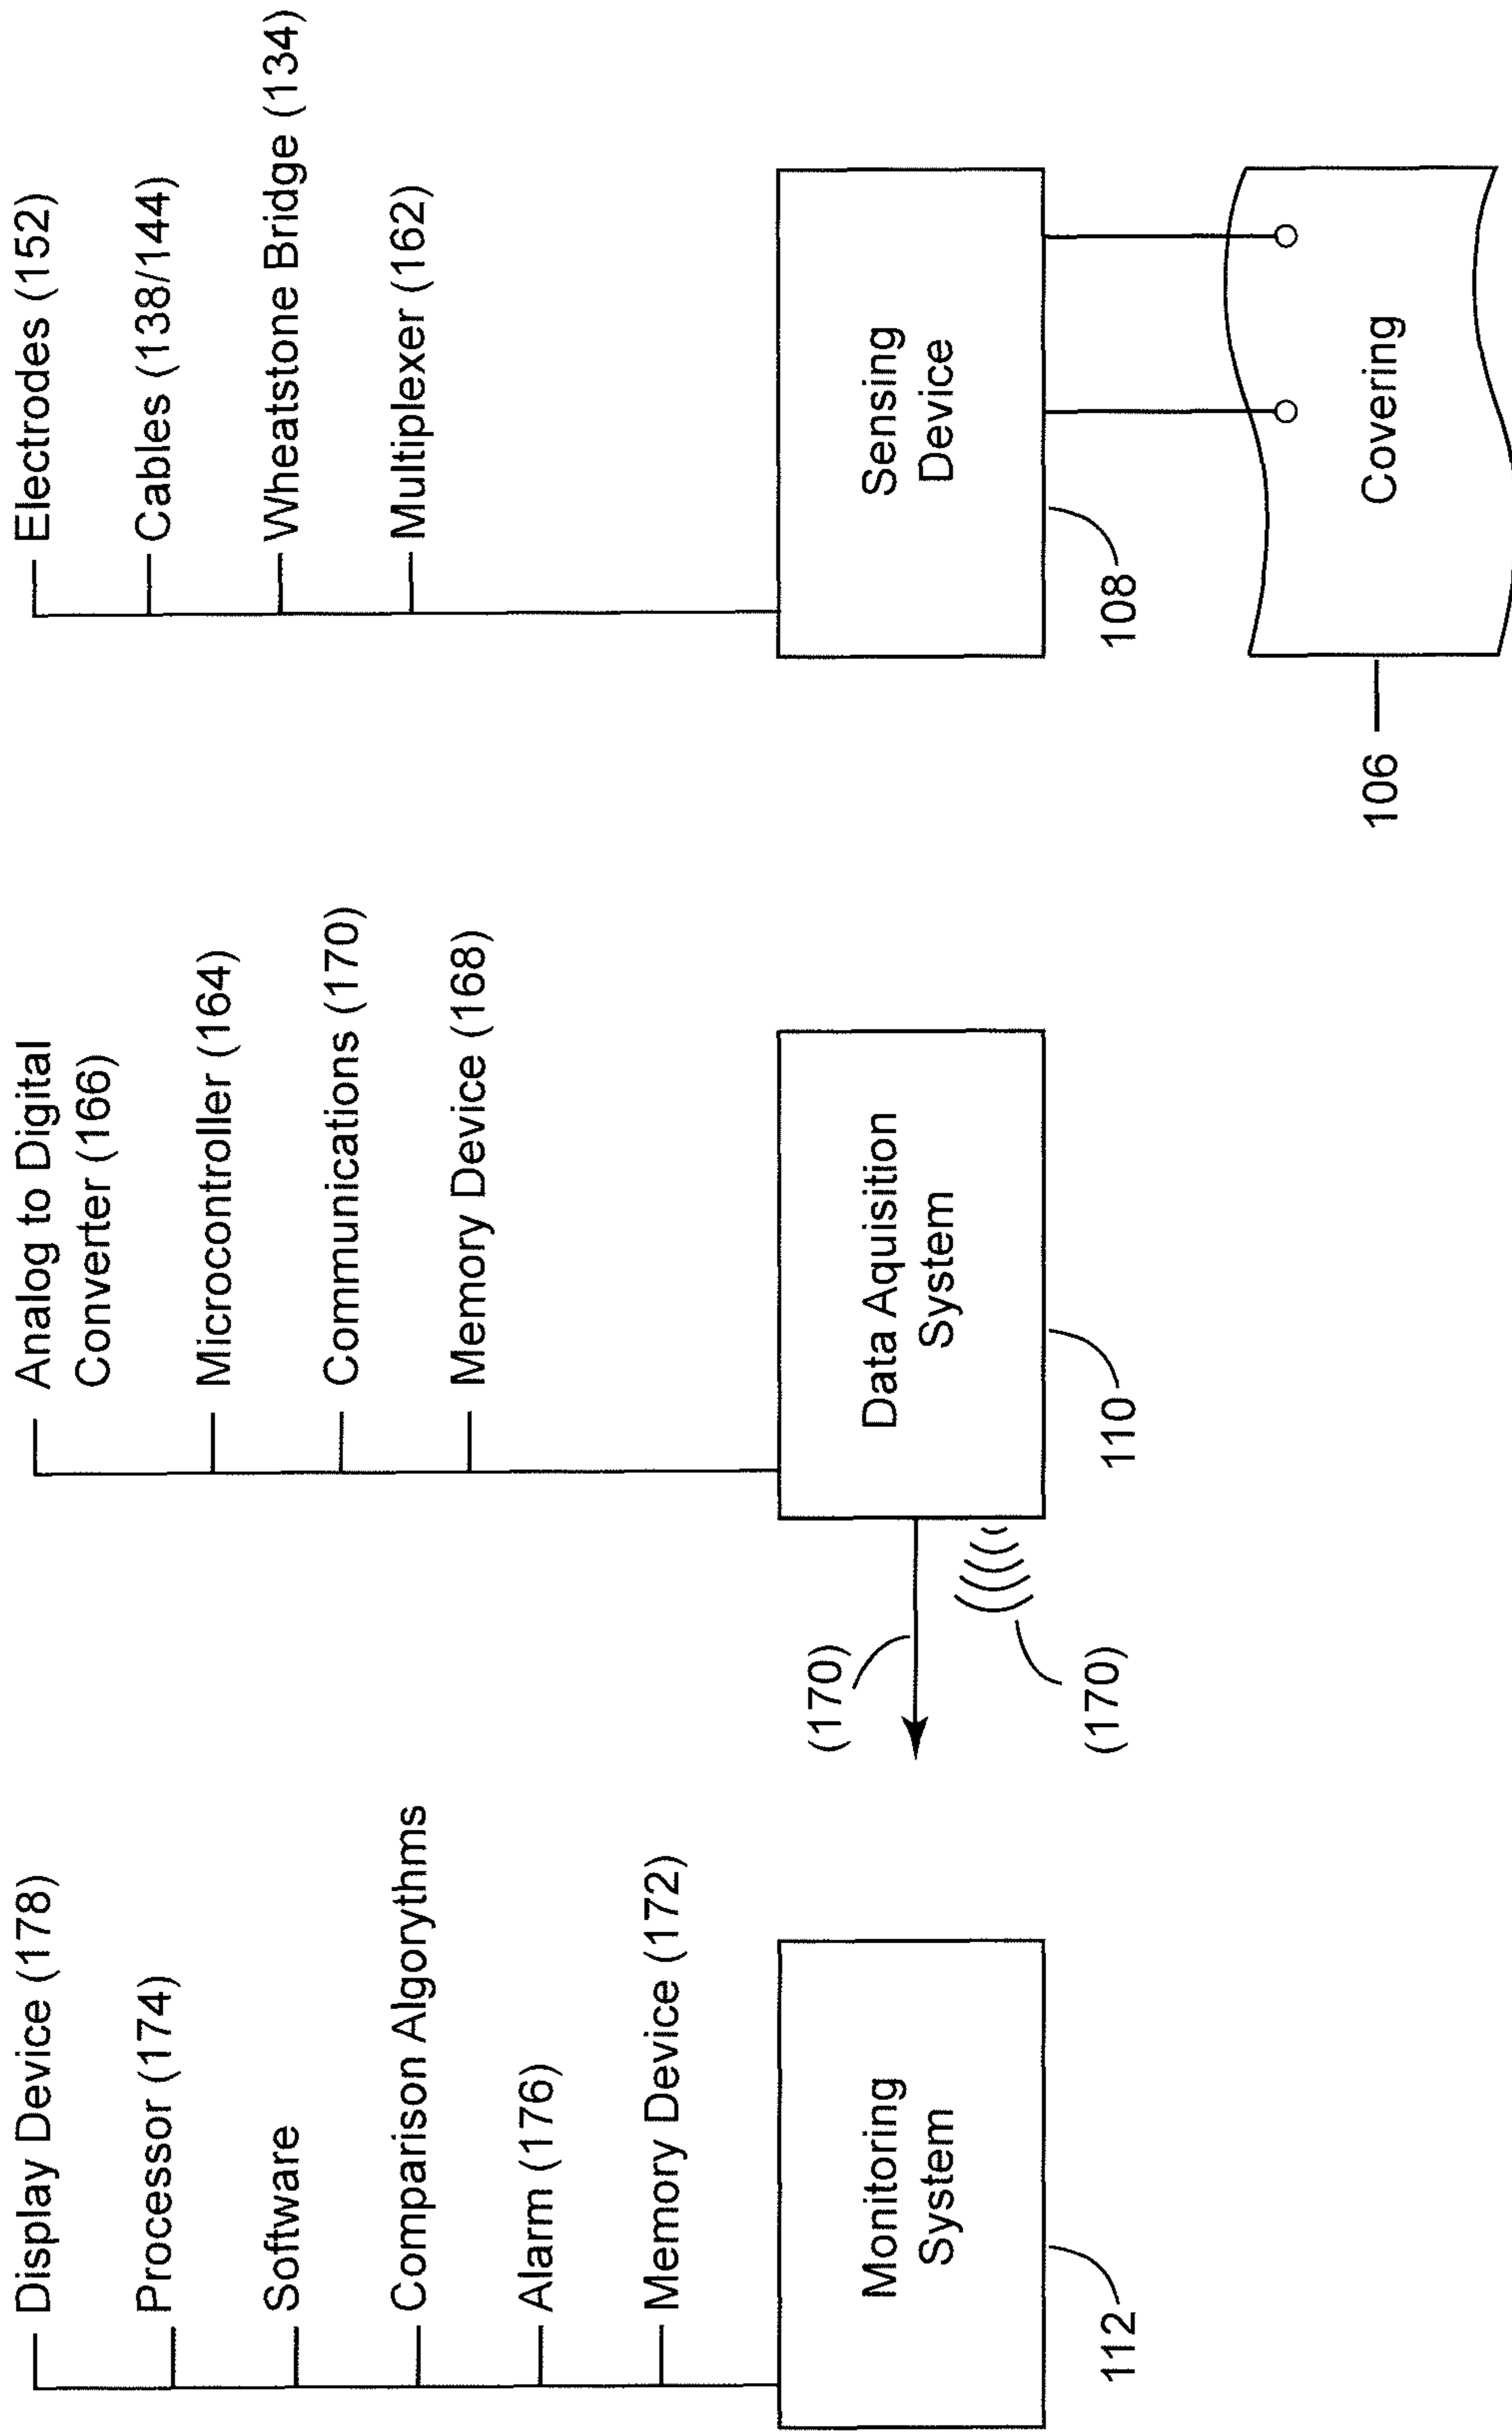 Display Device (178)
Processor (174)
Software
Comparison Algorythms
Alarm (176)
Memory Device (172)
Monitoring
System
112
Analog to Digital
Converter (166)
Microcontroller (164)
Communications (170)
Memory Device (168)
Data Aquisition
System
110
(170)
(170)
Electrodes (152)
Cables (138/144)
Wheatstone Bridge (134)
Multiplexer (162)
Sensing
Device
108
Covering
106